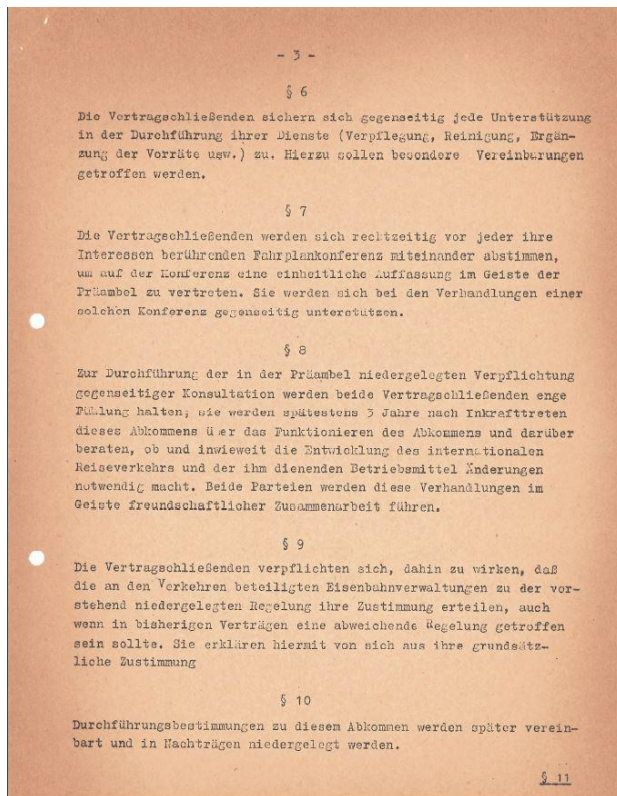 - 3 -
§ 6
Die Vertragschließenden sichern sich gegenseitig jede Unterstützung
in der Durchführung ihrer Dienste (Verpflegung, Reinigung, Ergän-
zung der Vorräte usw.) zu. Hierzu sollen besondere Vereinbarungen
getroffen werden.
§ 7
Die Vertragschließenden werden sich rechtzeitig vor jeder ihre
Interessen berührenden Fahrplankonferenz miteinander abstimmen,
um auf der Konferenz eine einheitliche Auffassung im Geiste der
Präambel zu vertreten. Sie werden sich bei den Verhandlungen einer
solchen Konferenz gegenseitig unterstützen.
§ 8
Zur Durchführung der in der Präambel niedergelegten Verpflichtung
gegenseitiger Konsultation werden beide Vertragschließenden enge
Fühlung halten; sie werden spätestens 3 Jahre nach Inkrafttreten
dieses Abkommens über das Funktionieren des Abkommens und darüber
beraten, ob und inwieweit die Entwicklung des internationalen
Reiseverkehrs und der ihm dienenden Betriebsmittel Änderungen
notwendig macht. Beide Parteien werden diese Verhandlungen im
Geiste freundschaftlicher Zusammenarbeit führen.
§ 9
Die Vertragschließenden verpflichten sich, dahin zu wirken, daß
die an den Verkehren beteiligten Eisenbahnverwaltungen zu der vor-
stehend niedergelegten Regelung ihre Zustimmung erteilen, auch
wenn in bisherigen Verträgen eine abweichende Regelung getroffen
sein sollte. Sie erklären hiermit von sich aus ihre grundsätz-
liche Zustimmung
§ 10
Durchführungsbestimmungen zu diesem Abkommen werden später verein-
bart und in Nachträgen niedergelegt werden.
§ 11